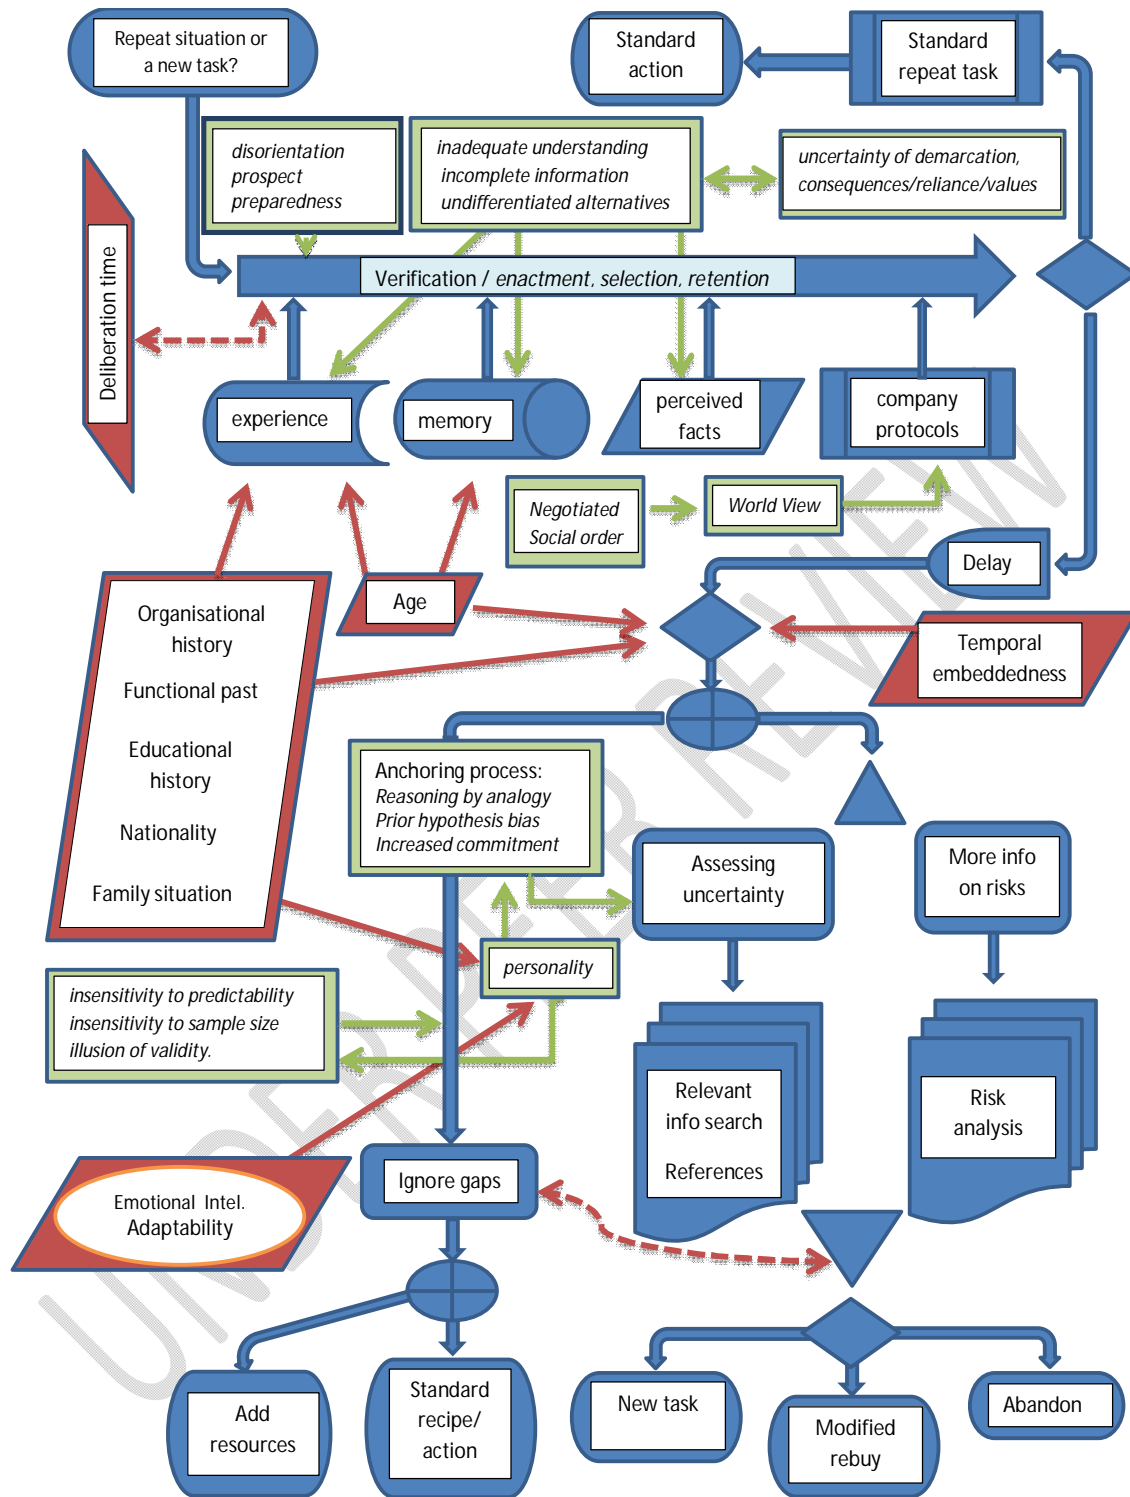 Repeat situation or
a new task?
Standard
action
Standard
repeat task
disorientation
prospect
preparedness
inadequate understanding
incomplete information
undifferentiated alternatives
uncertainty of demarcation,
consequences/reliance/values
Deliberation time
Verification / enactment, selection, retention
experience
memory
perceived
facts
company
protocols
Negotiated
Social order
World View
Delay
Age
Organisational
history
Functional past
Educational
history
Nationality
Family situation
Temporal
embeddedness
Anchoring process:
Reasoning by analogy
Prior hypothesis bias
Increased commitment
Assessing
uncertainty
More info
on risks
personality
insensitivity to predictability
insensitivity to sample size
illusion of validity.
Relevant
info search
References
Risk
analysis
Emotional Intel.
Adaptability
Ignore gaps
Add
resources
Standard
recipe/
action
New task
Modified
rebuy
Abandon
UNDER PEER REVIEW